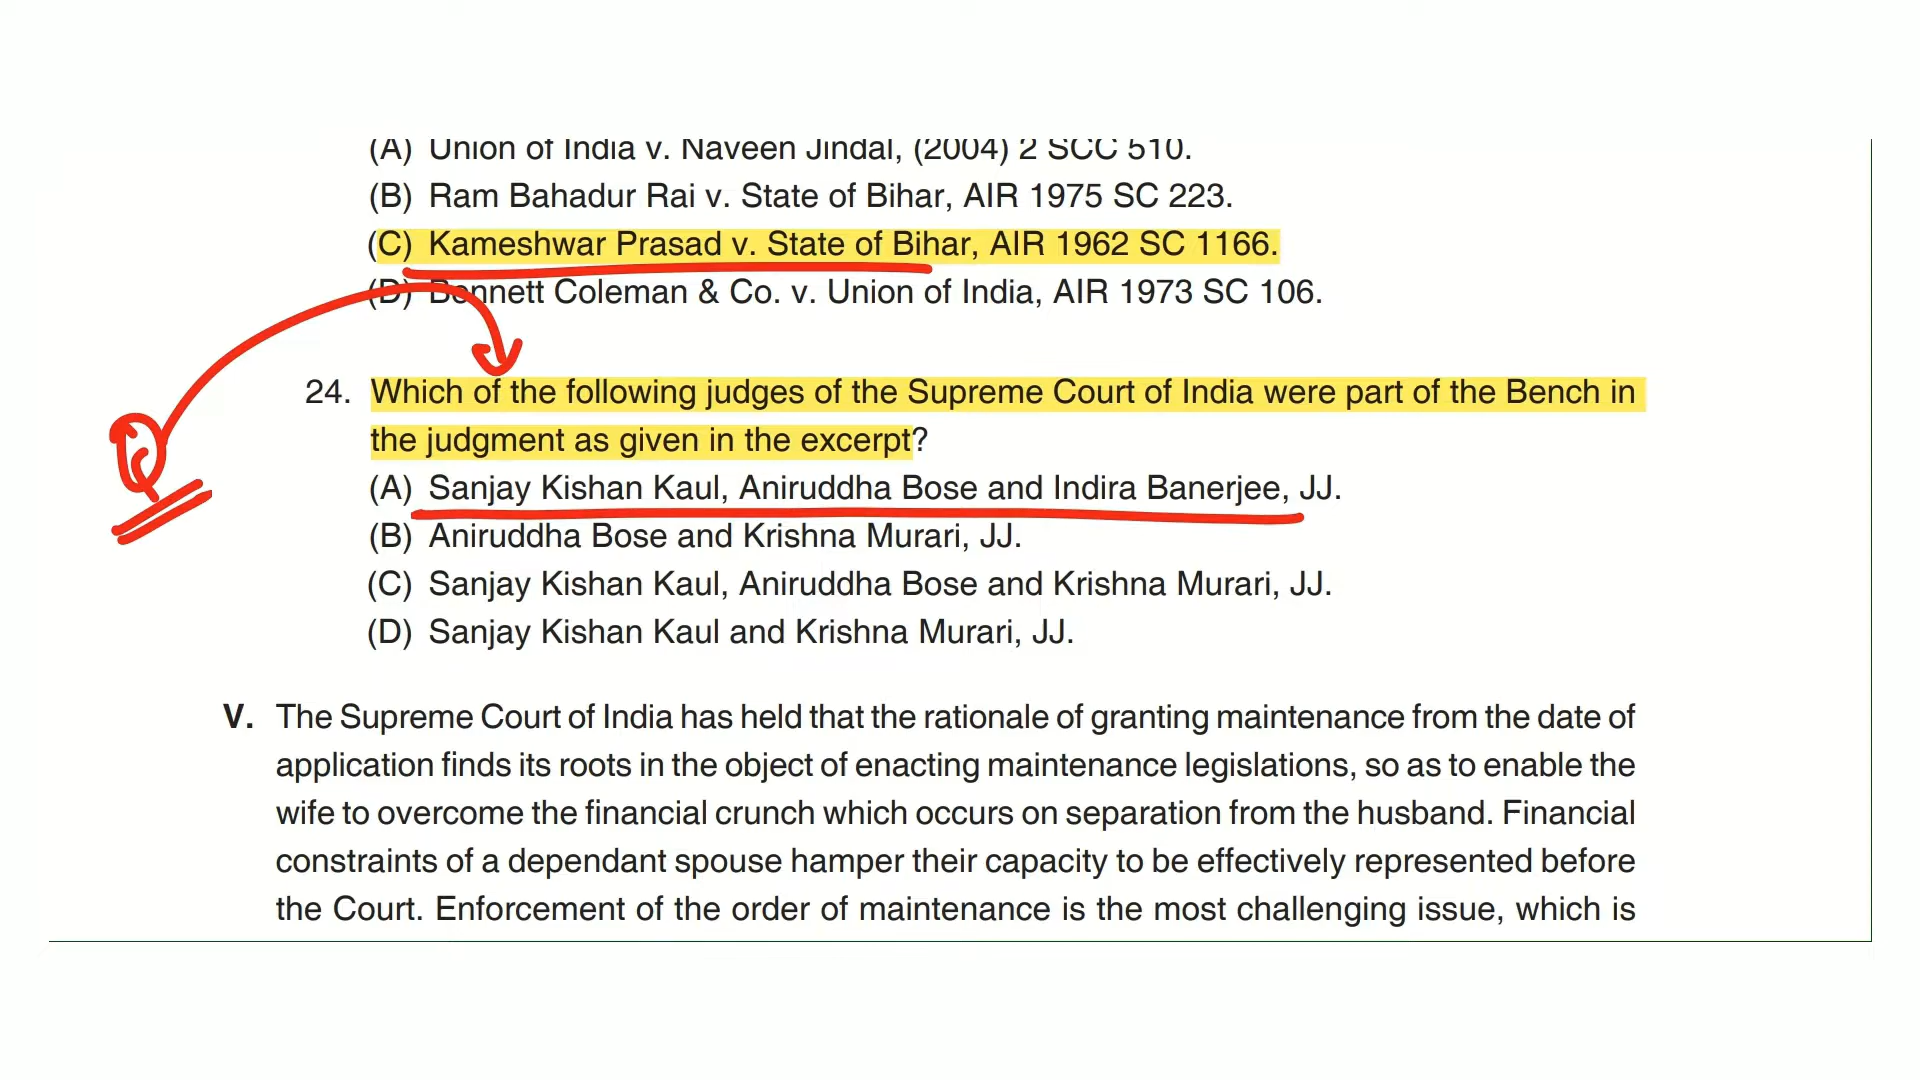 (A) Union of India v. Naveen Jindal, (2004) 2 SCC 510.
(B) Ram Bahadur Rai v. State of Bihar, AIR 1975 SC 223.
(C) Kameshwar Prasad v. State of Bihar, AIR 1962 SC 1166.
(D) Bennett Coleman & Co. v. Union of India, AIR 1973 SC 106.
24. Which of the following judges of the Supreme Court of India were part of the Bench in
the judgment as given in the excerpt?
Q
(A) Sanjay Kishan Kaul, Aniruddha Bose and Indira Banerjee, JJ.
(B) Aniruddha Bose and Krishna Murari, JJ.
(C) Sanjay Kishan Kaul, Aniruddha Bose and Krishna Murari, JJ.
(D) Sanjay Kishan Kaul and Krishna Murari, JJ.
V. The Supreme Court of India has held that the rationale of granting maintenance from the date of
application finds its roots in the object of enacting maintenance legislations, so as to enable the
wife to overcome the financial crunch which occurs on separation from the husband. Financial
constraints of a dependant spouse hamper their capacity to be effectively represented before
the Court. Enforcement of the order of maintenance is the most challenging issue, which is